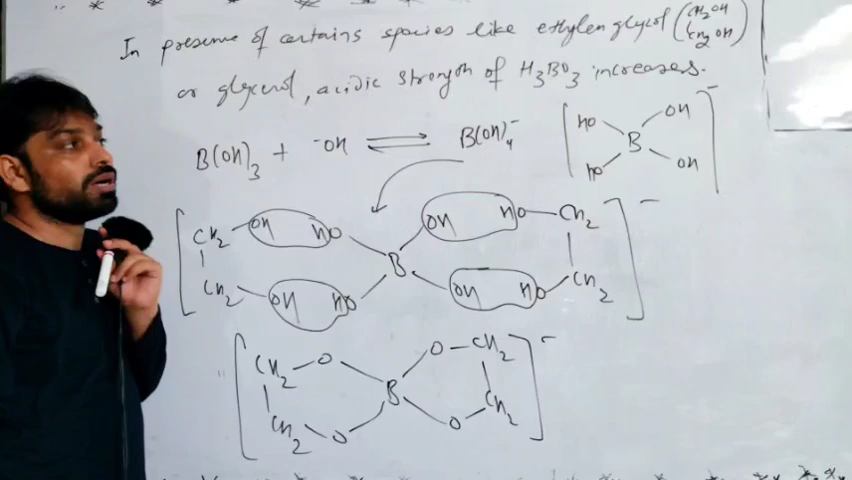 In presence of certains species like ethylen glycol (CH2OH
CH2OH)
or glycerol, acidic strength of H3BO3 increases.
B(OH)3 + -OH ⇌ B(OH)4-
[HO OH
B
HO OH]-
[CH2 - OH HO OH HO - CH2]-
B
CH2 - OH HO OH HO - CH2
[CH2 - O O - CH2]-
B
CH2 - O O - CH2